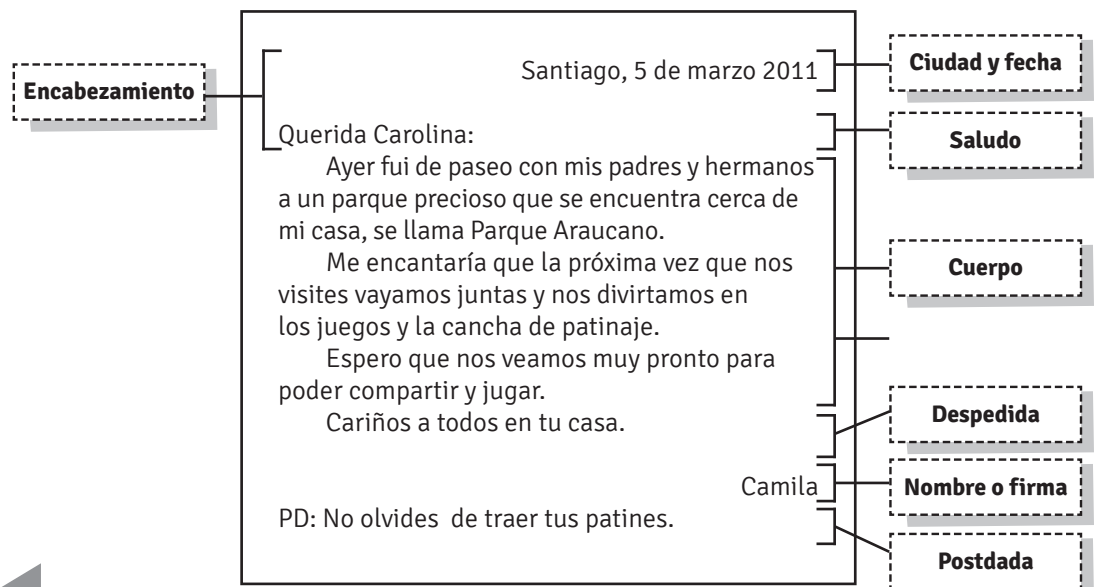 Encabezamiento
Santiago, 5 de marzo 2011
Ciudad y fecha
Querida Carolina:
Saludo
Ayer fui de paseo con mis padres y hermanos
a un parque precioso que se encuentra cerca de
mi casa, se llama Parque Araucano.
Me encantaría que la próxima vez que nos
visites vayamos juntas y nos divirtamos en
los juegos y la cancha de patinaje.
Espero que nos veamos muy pronto para
poder compartir y jugar.
Cuerpo
Cariños a todos en tu casa.
Despedida
Camila
Nombre o firma
PD: No olvides de traer tus patines.
Postdada